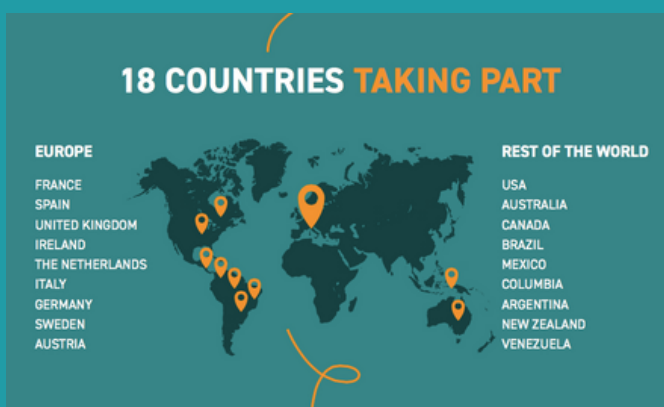 18 COUNTRIES TAKING PART
EUROPE
FRANCE
SPAIN
UNITED KINGDOM
IRELAND
THE NETHERLANDS
ITALY
GERMANY
SWEDEN
AUSTRIA
REST OF THE WORLD
USA
AUSTRALIA
CANADA
BRAZIL
MEXICO
COLUMBIA
ARGENTINA
NEW ZEALAND
VENEZUELA